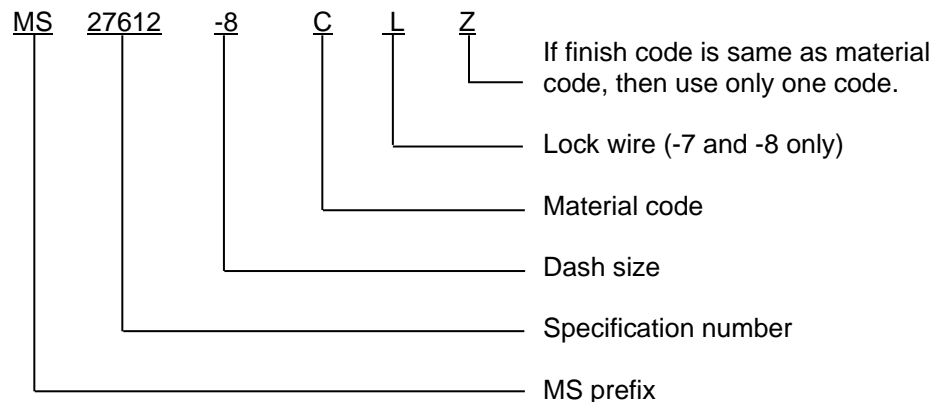 MS 27612 -8 C L Z
If finish code is same as material
code, then use only one code.
Lock wire (-7 and -8 only)
Material code
Dash size
Specification number
MS prefix